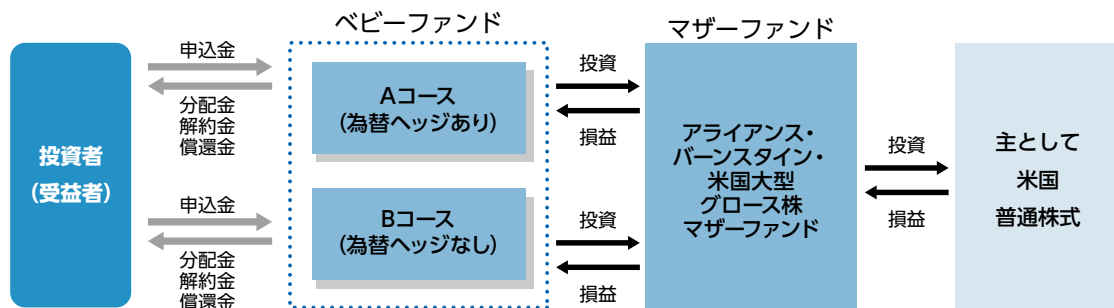 ベビーファンド
マザーファンド
投資者
（受益者）
申込金
分配金
解約金
償還金
申込金
分配金
解約金
償還金
Aコース
（為替ヘッジあり）
Bコース
（為替ヘッジなし）
投資
損益
投資
損益
アライアンス・
バーンスタイン・
米国大型
グロース株
マザーファンド
投資
損益
主として
米国
普通株式